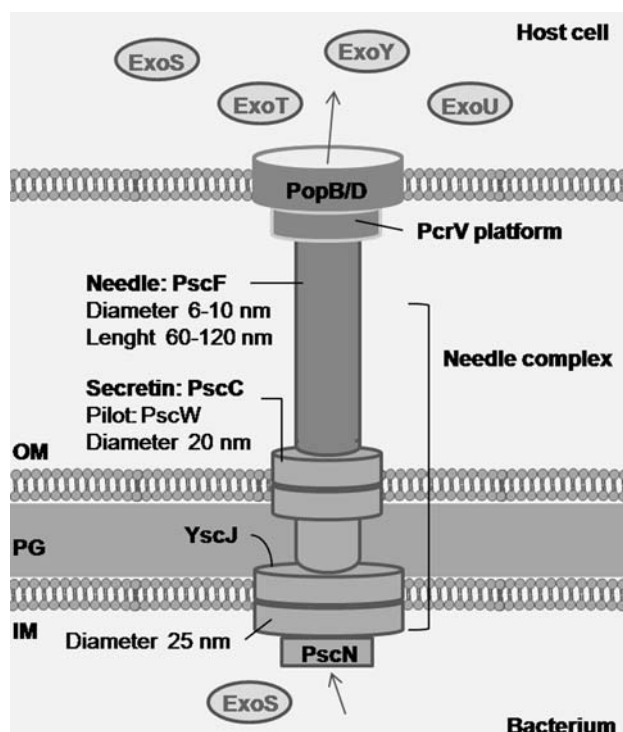 Host cell
ExoS
ExoY
ExoT
ExoU
PopB/D
PcrV platform
Needle: PscF
Diameter 6-10 nm
Lenght 60-120 nm
Needle complex
Secretin: PscC
Pilot: PscW
Diameter 20 nm
OM
PG
YscJ
IM
Diameter 25 nm
PscN
ExoS
Bacterium